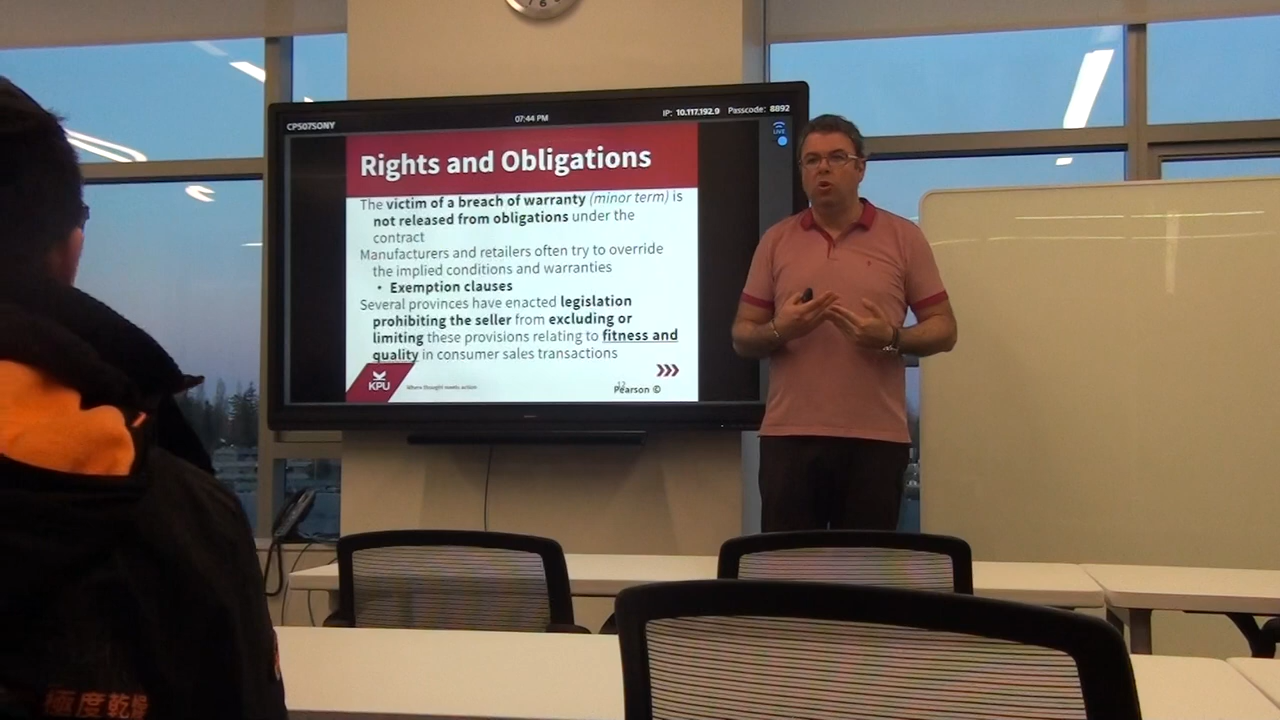 CP507SONY
07:44 PM
IP: 10.117.192.9 Passcode: 8892
LIVE
Rights and Obligations
The victim of a breach of warranty (minor term) is
not released from obligations under the
contract
Manufacturers and retailers often try to override
the implied conditions and warranties
• Exemption clauses
Several provinces have enacted legislation
prohibiting the seller from excluding or
limiting these provisions relating to fitness and
quality in consumer sales transactions
KPU
Where thought meets action
12
Pearson ©
極度乾燥